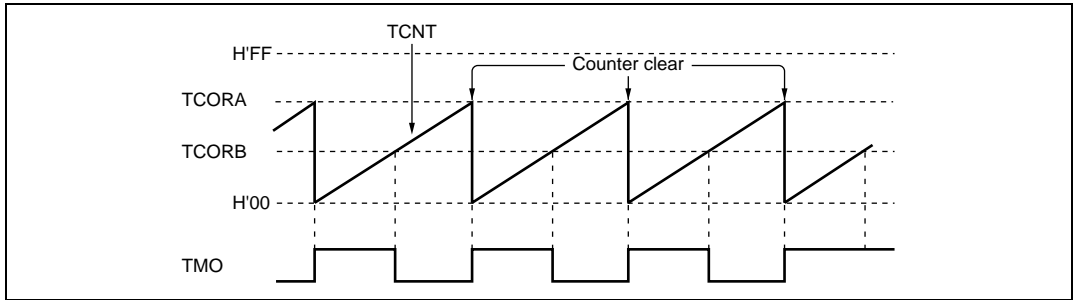 TCNT
H'FF
Counter clear
TCORA
TCORB
H'00
TMO